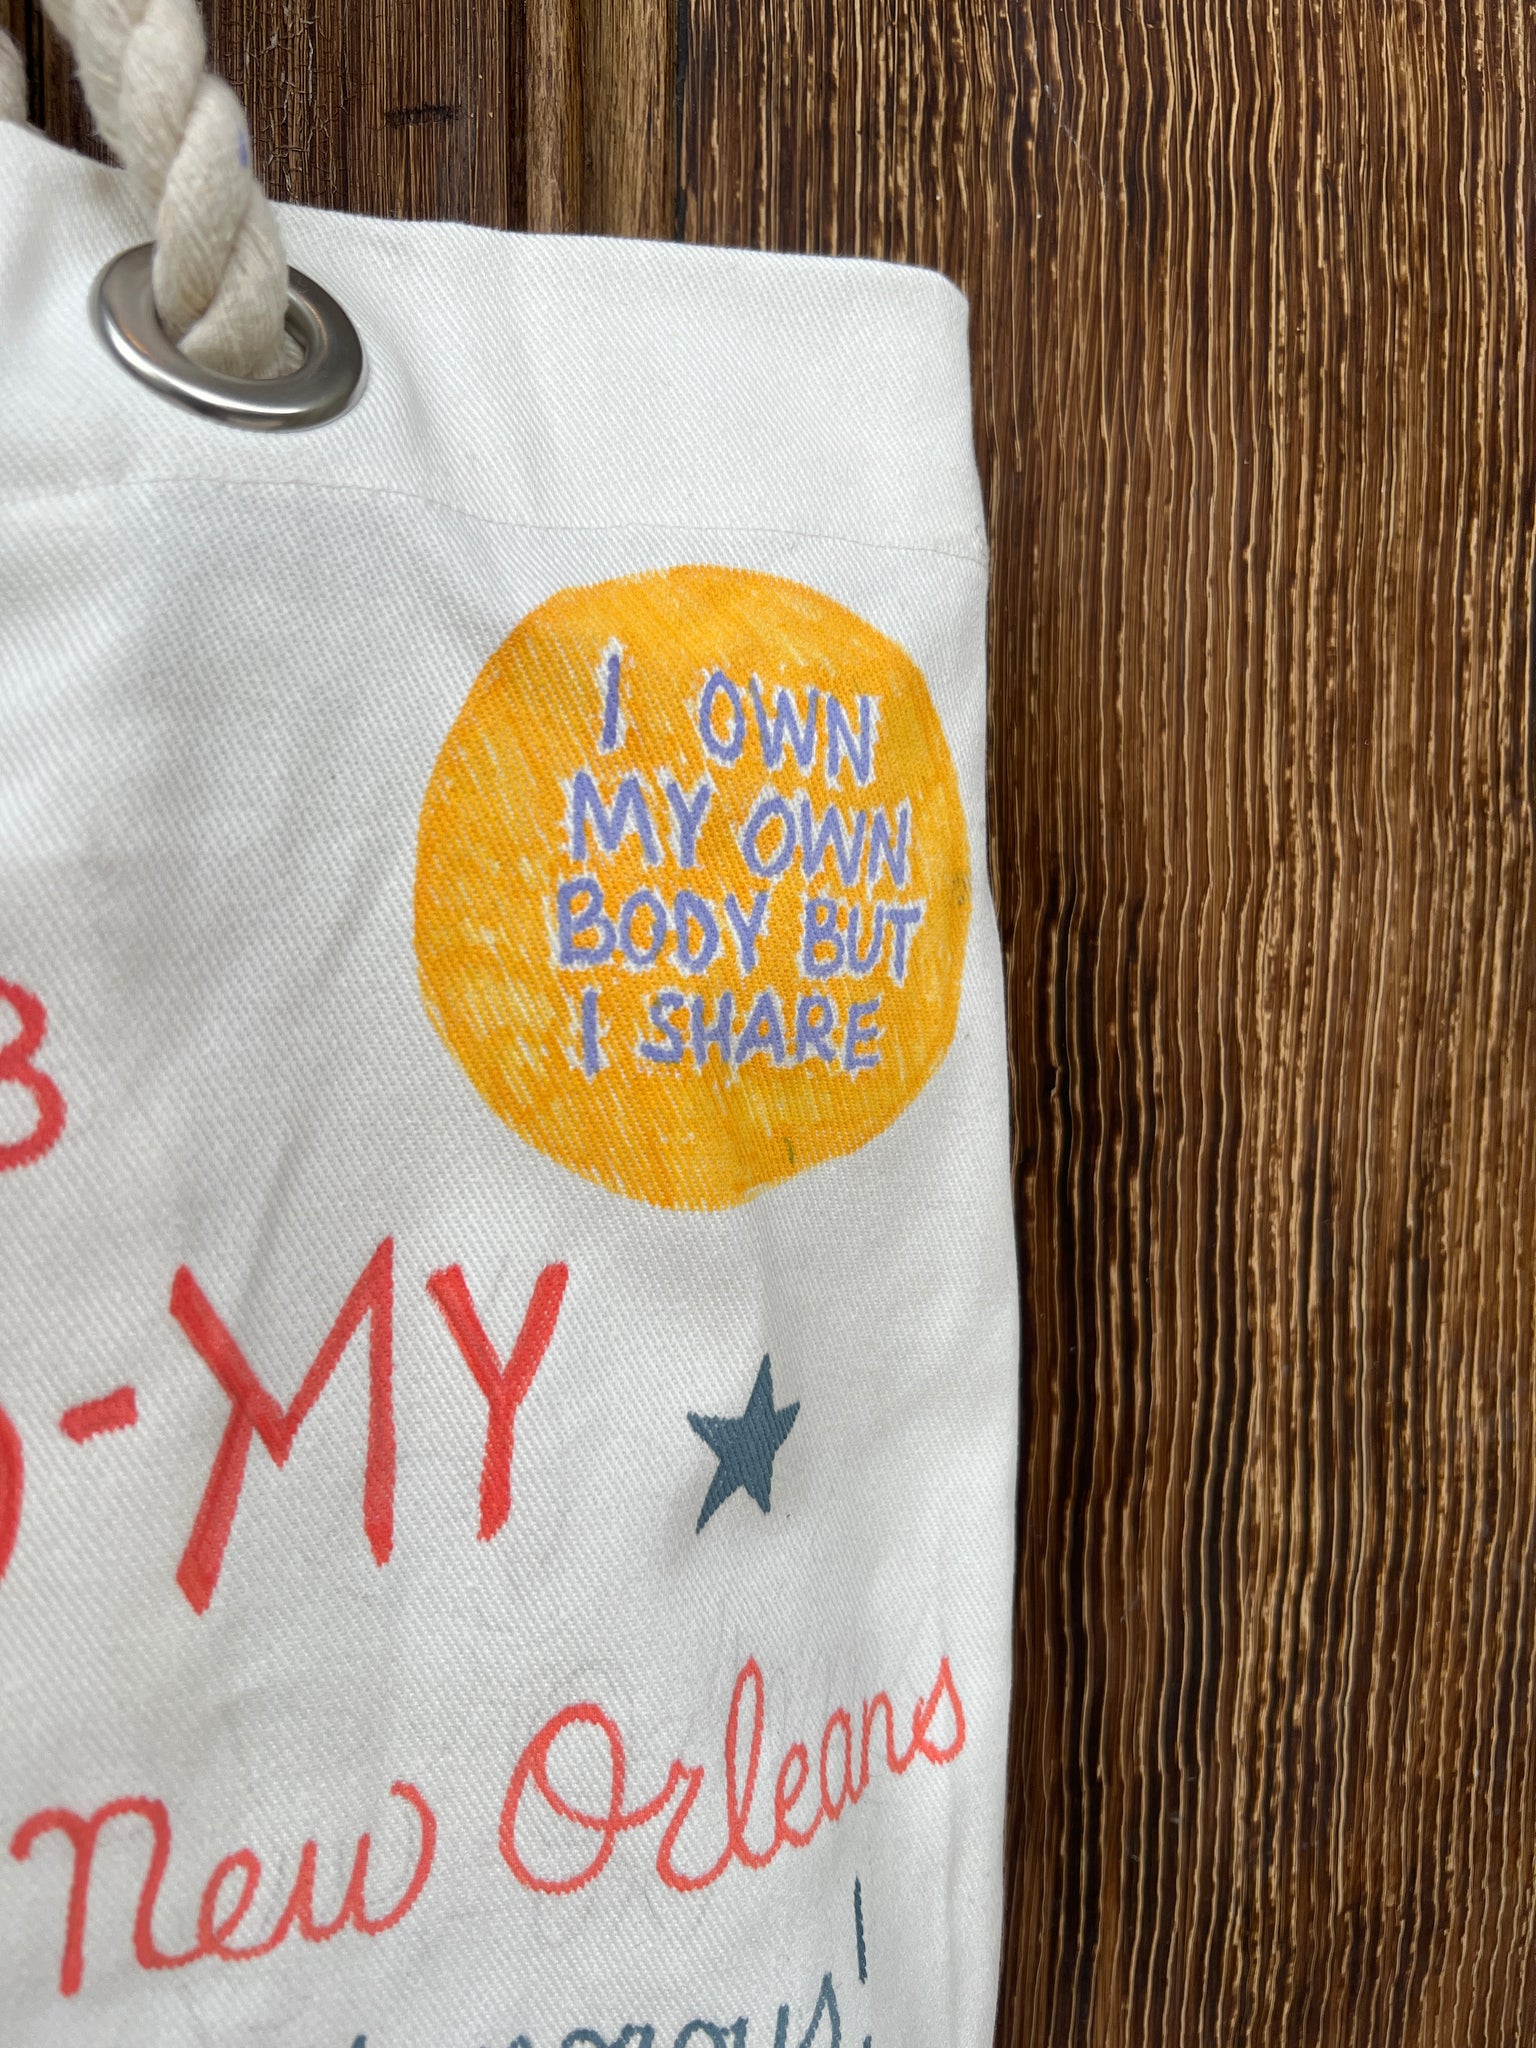 I OWN
MY OWN
BODY BUT
I SHARE
B
-MY
New Orleans